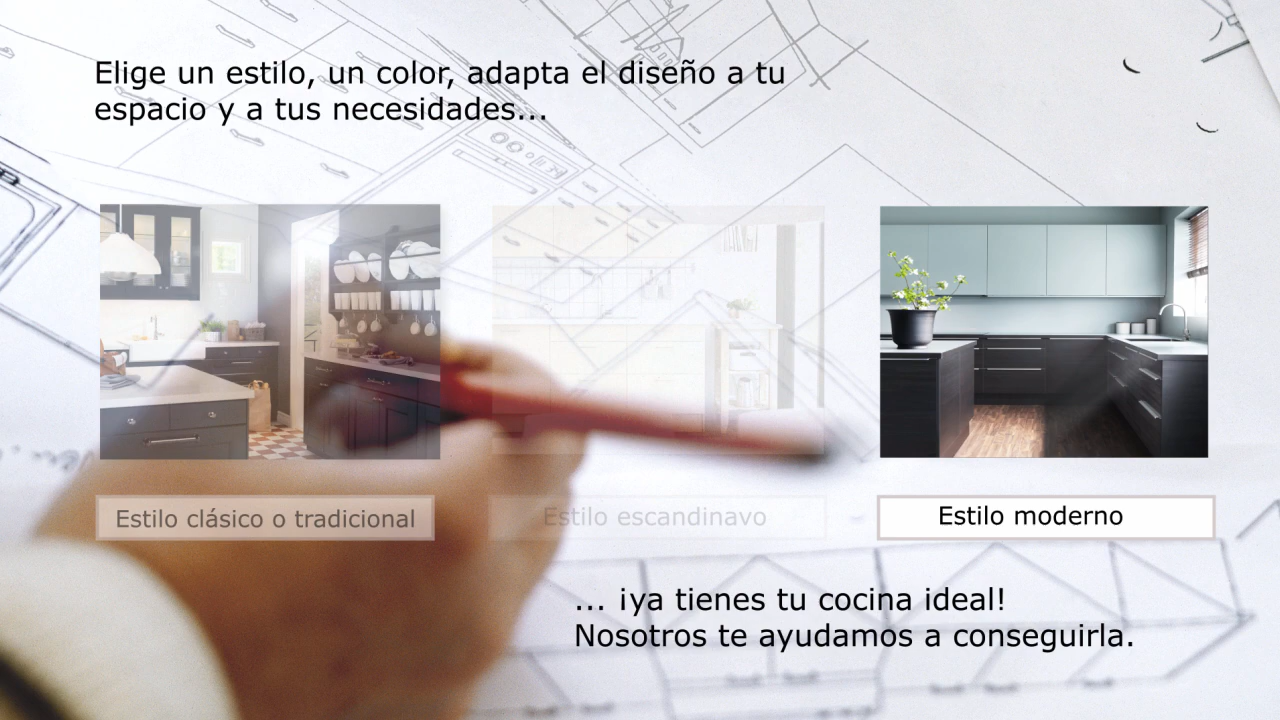 Elige un estilo, un color, adapta el diseño a tu
espacio y a tus necesidades...
Estilo clásico o tradicional
Estilo escandinavo
Estilo moderno
... ¡ya tienes tu cocina ideal!
Nosotros te ayudamos a conseguirla.